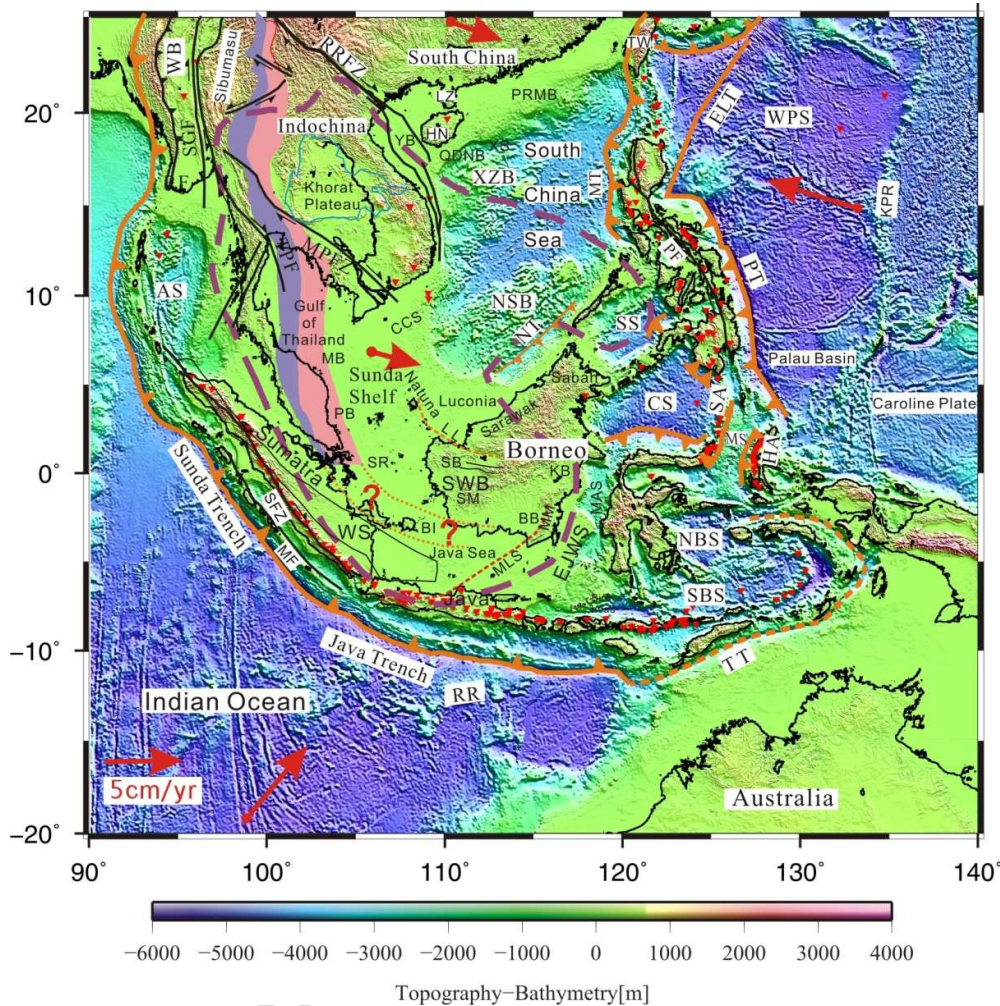 TW
WB
Sibumasu
RRFZ
South China
20°
LZ
PRMB
ELT
WPS
SGF
Indochina
HN
YB
QDNB
XZB
South
China
Sea
MT
KPR
Khorat
Plateau
MPFZ
PF
PT
10°
AS
Gulf
of
Thailand
MB
NSB
CCS
NT
SS
Palau Basin
Sunda
Shelf
Natuna
Luconia
Sabah
CS
SA
Caroline Plate
PB
Sarawak
LL
MS
HAS
0°
Sumatra
SR
SB
Borneo
KB
SWB
SM
Sunda Trench
SFZ
?
MAS
MF
WS
BI
?
BB
MM
NBS
Java Sea
MLS
EJMLS
SBS
Java
−10°
Java Trench
TT
RR
Indian Ocean
5cm/yr
Australia
−20°
90°
100°
110°
120°
130°
140°
−6000
−5000
−4000
−3000
−2000
−1000
0
1000
2000
3000
4000
Topography−Bathymetry[m]